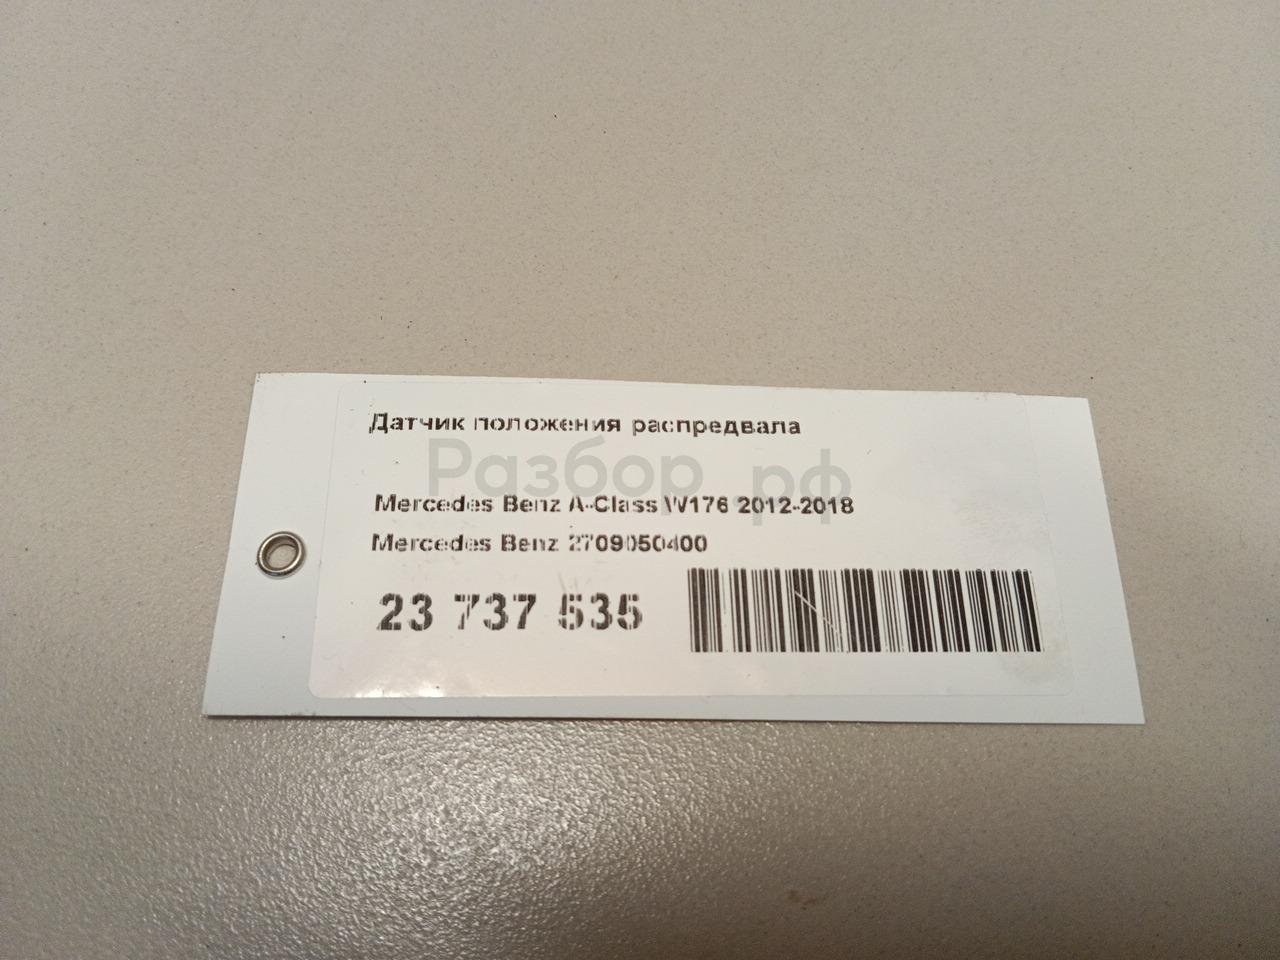 Датчик положения распредвала
Разбор.рф
Mercedes Benz A-Class W176 2012-2018
Mercedes Benz 2709050400
23 737 535